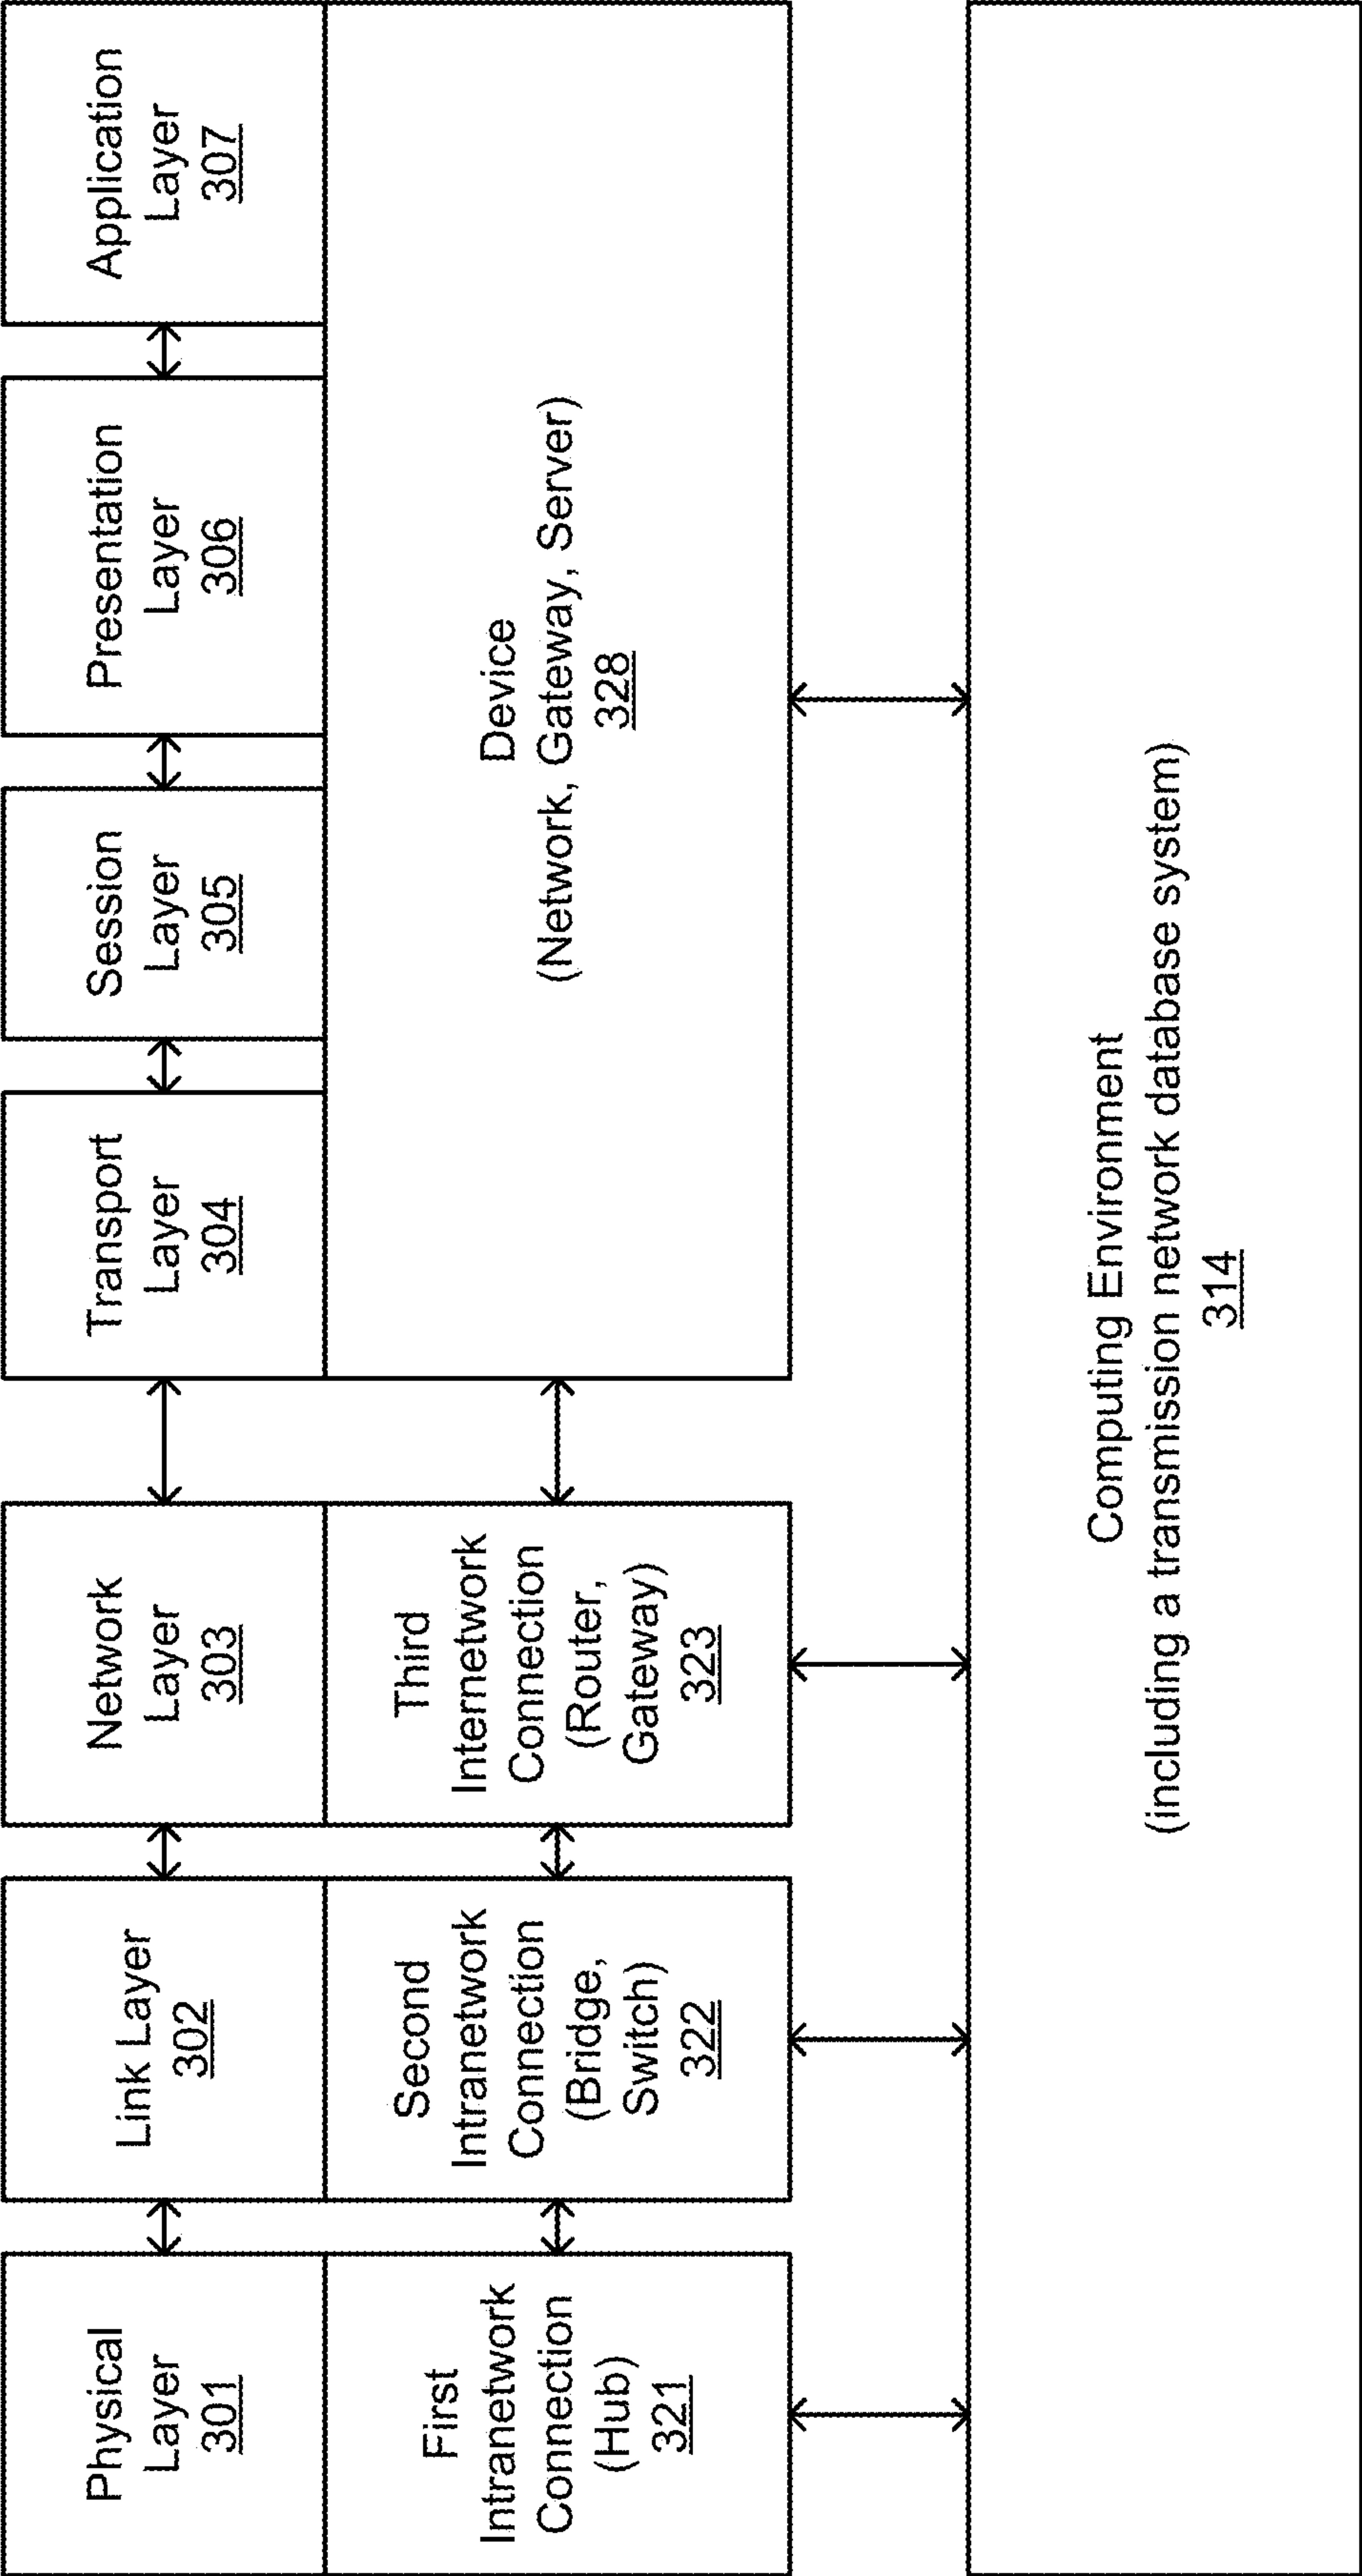 Physical
Layer
301
Link Layer
302
Network
Layer
303
Transport
Layer
304
Session
Layer
305
Presentation
Layer
306
Application
Layer
307
First
Intranetwork
Connection
(Hub)
321
Second
Intranetwork
Connection
(Bridge,
Switch)
322
Third
Internetwork
Connection
(Router,
Gateway)
323
Device
(Network, Gateway, Server)
328
Computing Environment
(including a transmission network database system)
314